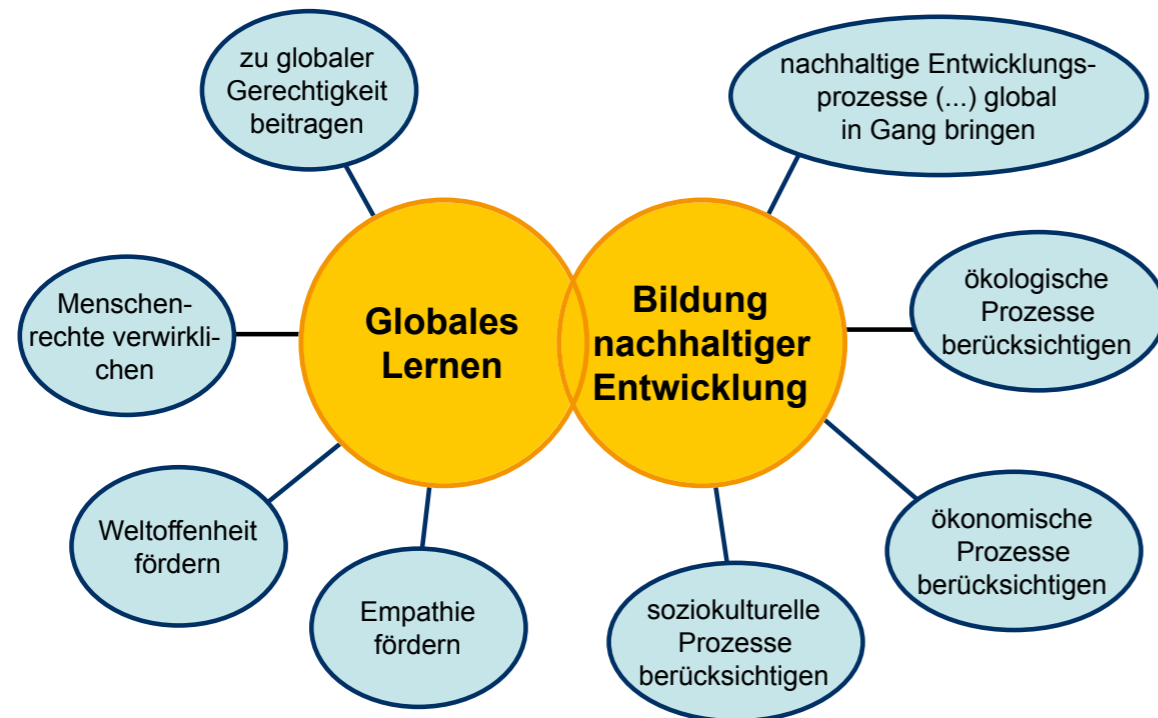 zu globaler
Gerechtigkeit
beitragen
nachhaltige Entwicklungs-
prozesse (...) global
in Gang bringen
Menschen-
rechte verwirkli-
chen
Globales
Lernen
Bildung
nachhaltiger
Entwicklung
ökologische
Prozesse
berücksichtigen
Weltoffenheit
fördern
Empathie
fördern
soziokulturelle
Prozesse
berücksichtigen
ökonomische
Prozesse
berücksichtigen